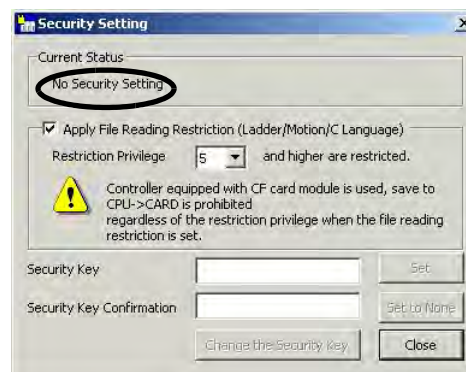 Security Setting
Current Status
No Security Setting
Apply File Reading Restriction (Ladder/Motion/C Language)
Restriction Privilege 5 and higher are restricted.
Controller equipped with CF card module is used, save to
CPU->CARD is prohibited
regardless of the restriction privilege when the file reading
restriction is set.
Security Key Set
Security Key Confirmation Set to None
Change the Security Key Close